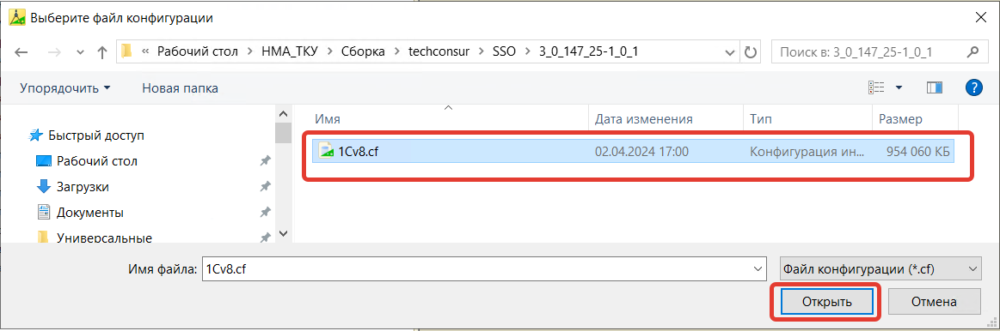 Выберите файл конфигурации
« Рабочий стол > НМА_ТКУ > Сборка > techconsur > SSO > 3_0_147_25-1_0_1
Поиск в: 3_0_147_25-1_0_1
Упорядочить Новая папка
?
Имя Дата изменения Тип Размер
1Cv8.cf 02.04.2024 17:00 Конфигурация ин... 954 060 КБ
Быстрый доступ
Рабочий стол
Загрузки
Документы
Универсальные
Имя файла: 1Cv8.cf Файл конфигурации (*.cf)
Открыть Отмена